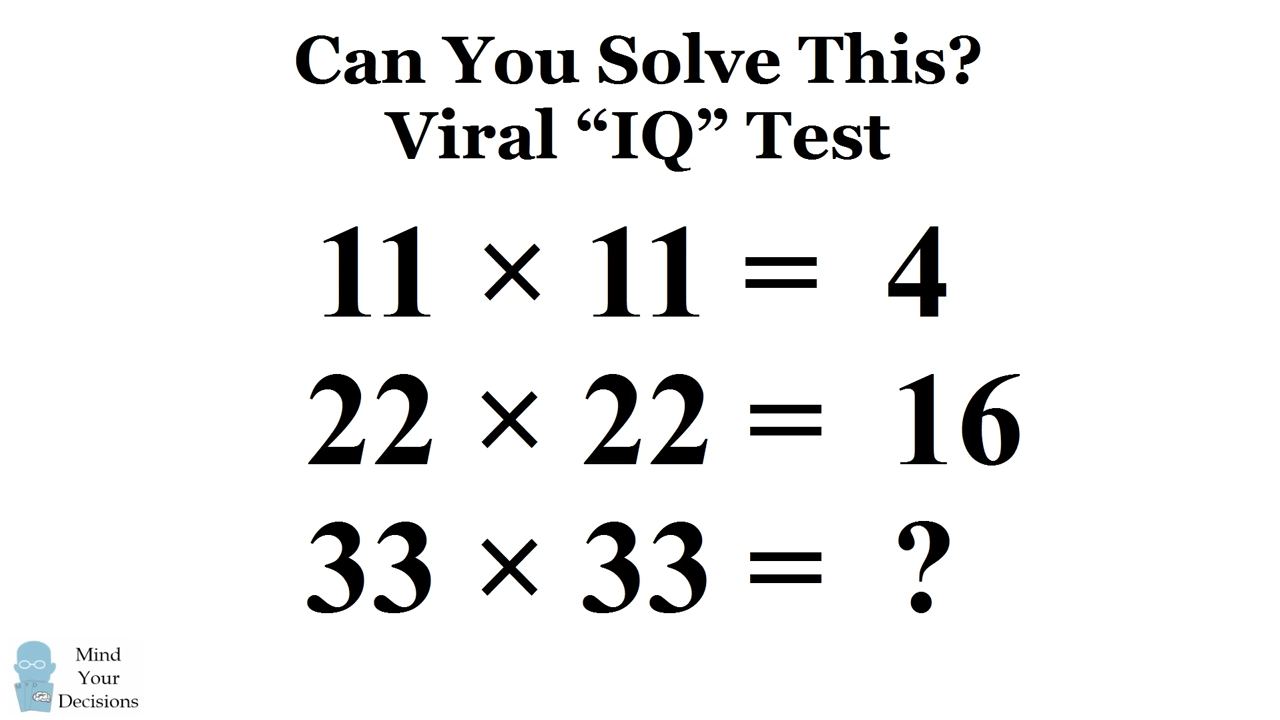 Can You Solve This?
Viral “IQ” Test
11 × 11 = 4
22 × 22 = 16
33 × 33 = ?
Mind
Your
Decisions